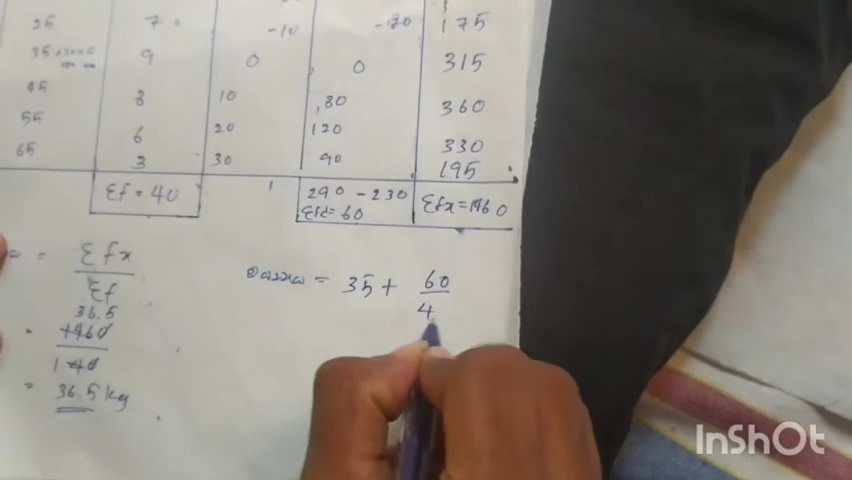 25 7 -10 -70 175
35 9 0 0 315
45 8 10 80 360
55 6 20 120 330
65 3 30 90 195
Σf = 40 290 - 230 Σfx = 1460
Σfd = 60
= Σfx
Σf
= 35 + 60
4
36.5
1460
1 40
= 36.5 kg
InShOt